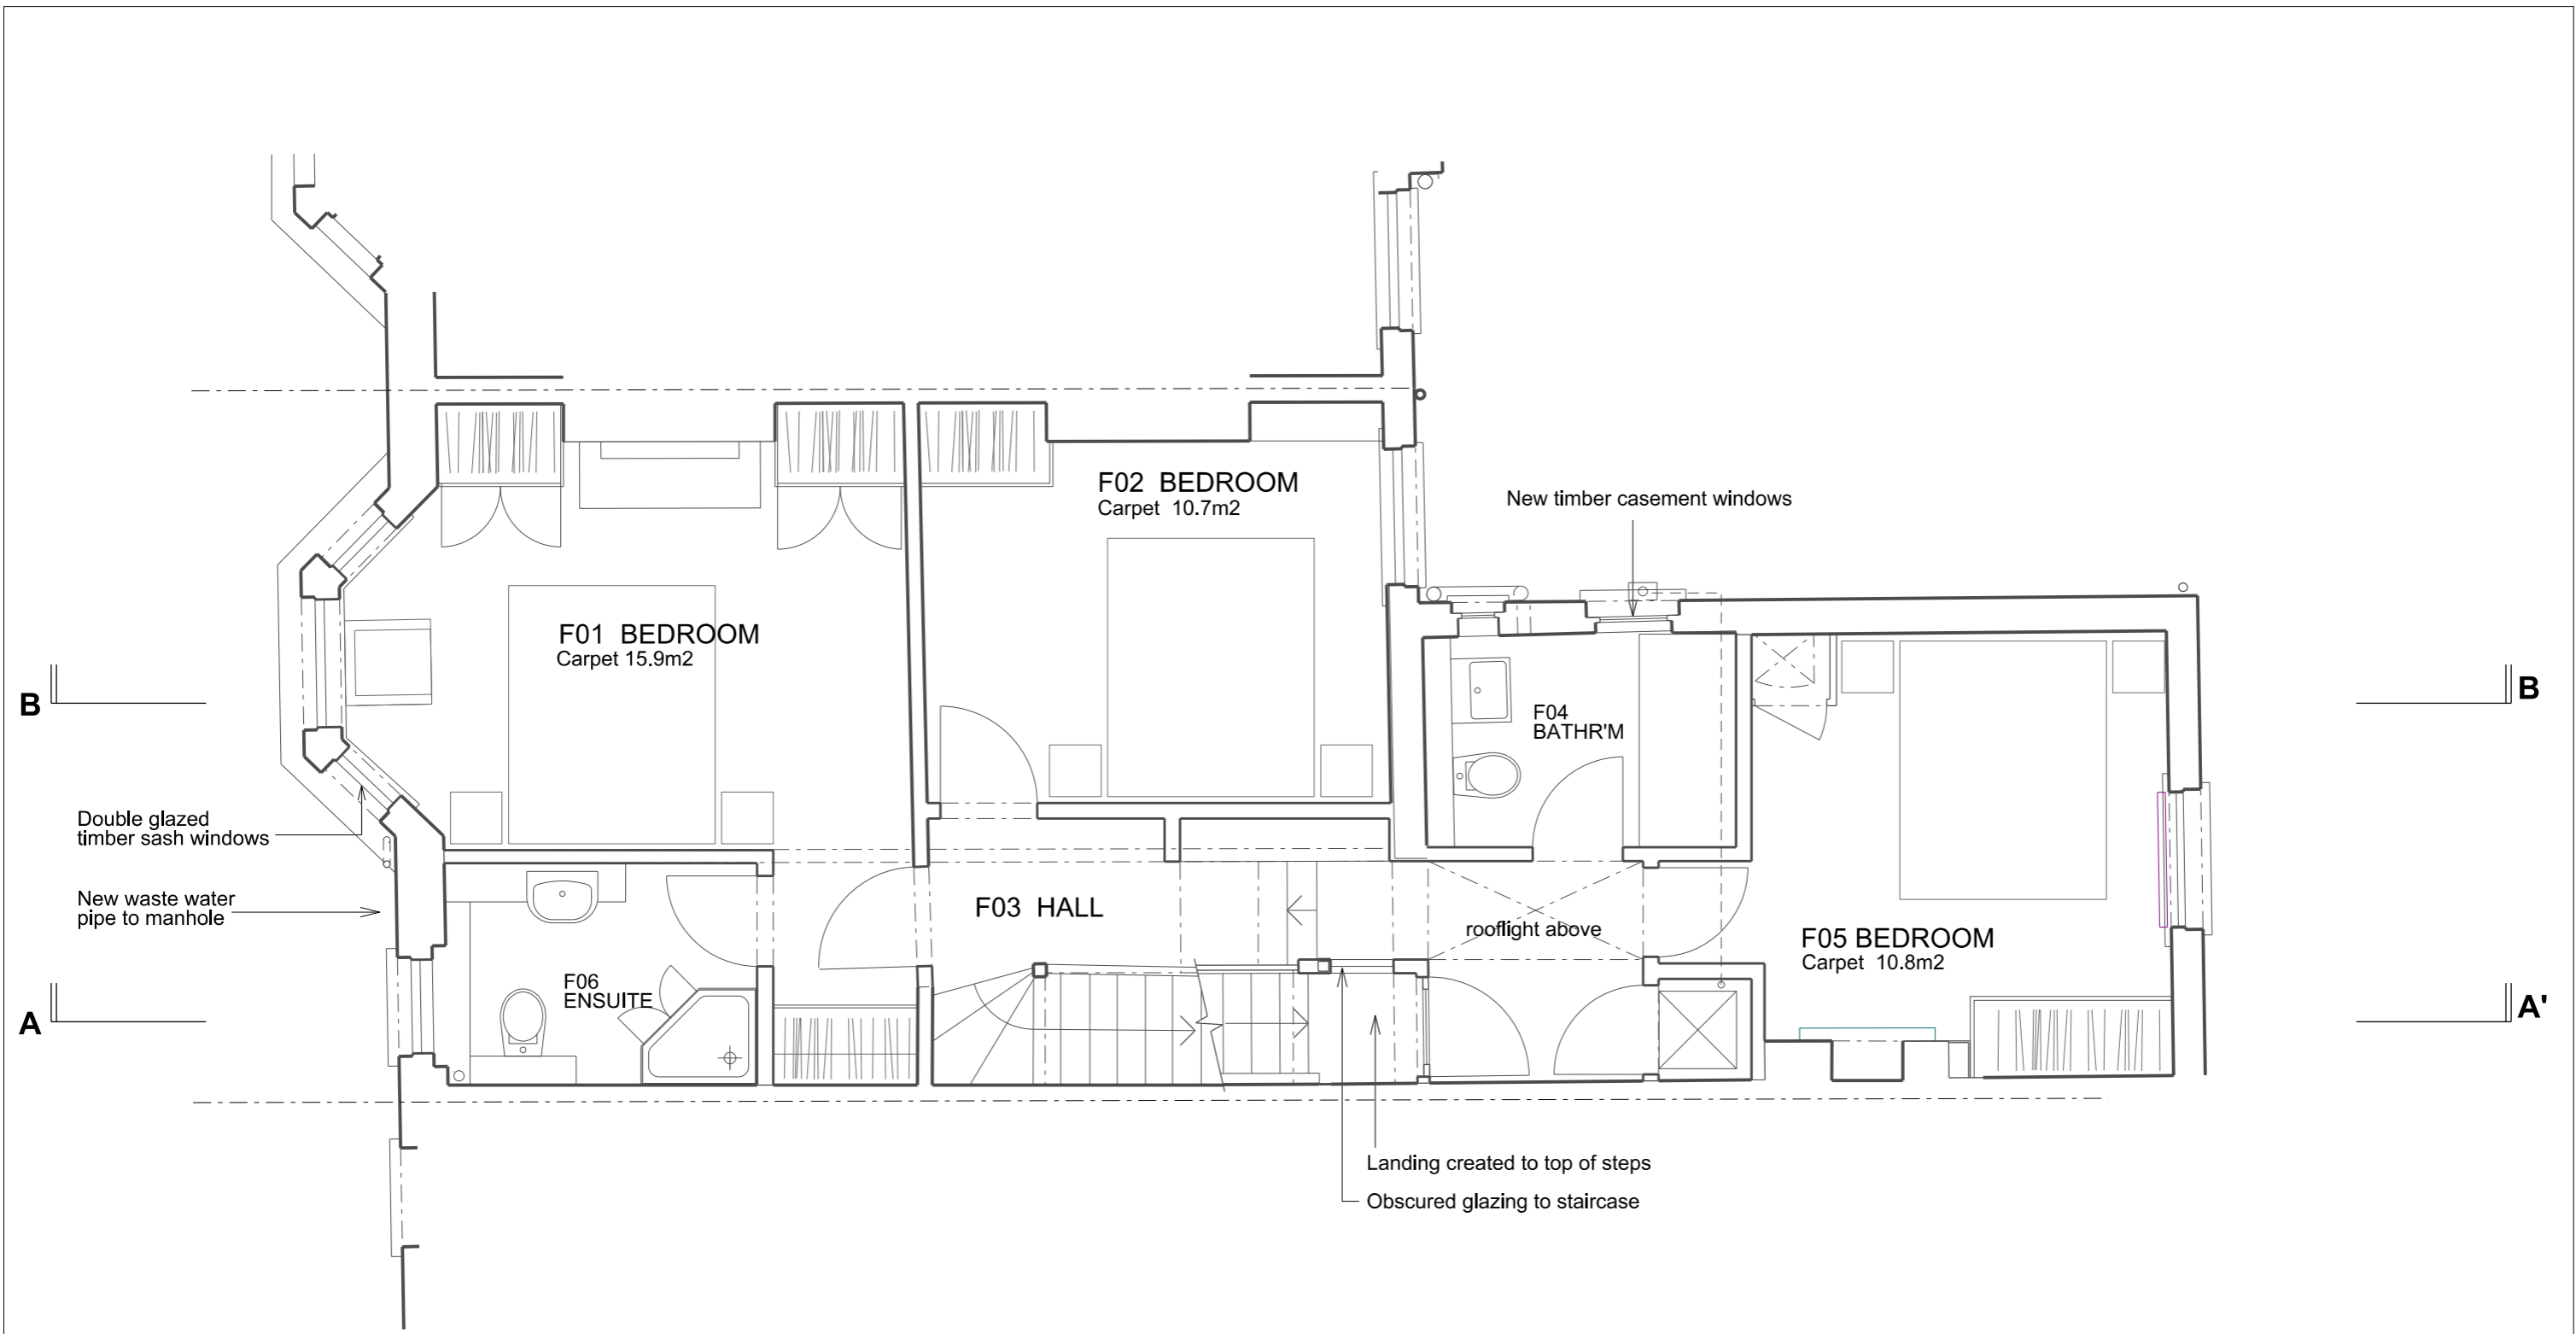 F02  BEDROOM
Carpet  10.7m2
New timber casement windows
F01  BEDROOM
Carpet 15.9m2
B
B
F04
BATHR'M
Double glazed
timber sash windows
New waste water
pipe to manhole
F03  HALL
rooflight above
F05 BEDROOM
Carpet  10.8m2
F06
ENSUITE
A
A'
Landing created to top of steps
Obscured glazing to staircase